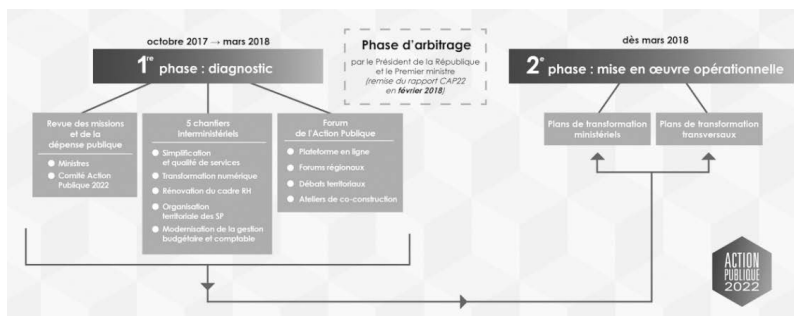 octobre 2017 → mars 2018
1re phase : diagnostic
Revue des missions
et de la
dépense publique
Ministres
Comité Action
Publique 2022
5 chantiers
interministériels
Simplification
et qualité de services
Transformation numérique
Rénovation du cadre RH
Organisation
territoriale des SP
Modernisation de la gestion
budgétaire et comptable
Forum
de l'Action Publique
Plateforme en ligne
Forums régionaux
Débats territoriaux
Ateliers de co-construction
Phase d'arbitrage
par le Président de la République
et le Premier ministre
(remise du rapport CAP22
en février 2018)
dès mars 2018
2e phase : mise en œuvre opérationnelle
Plans de transformation
ministériels
Plans de transformation
transversaux
ACTION
PUBLIQUE
2022